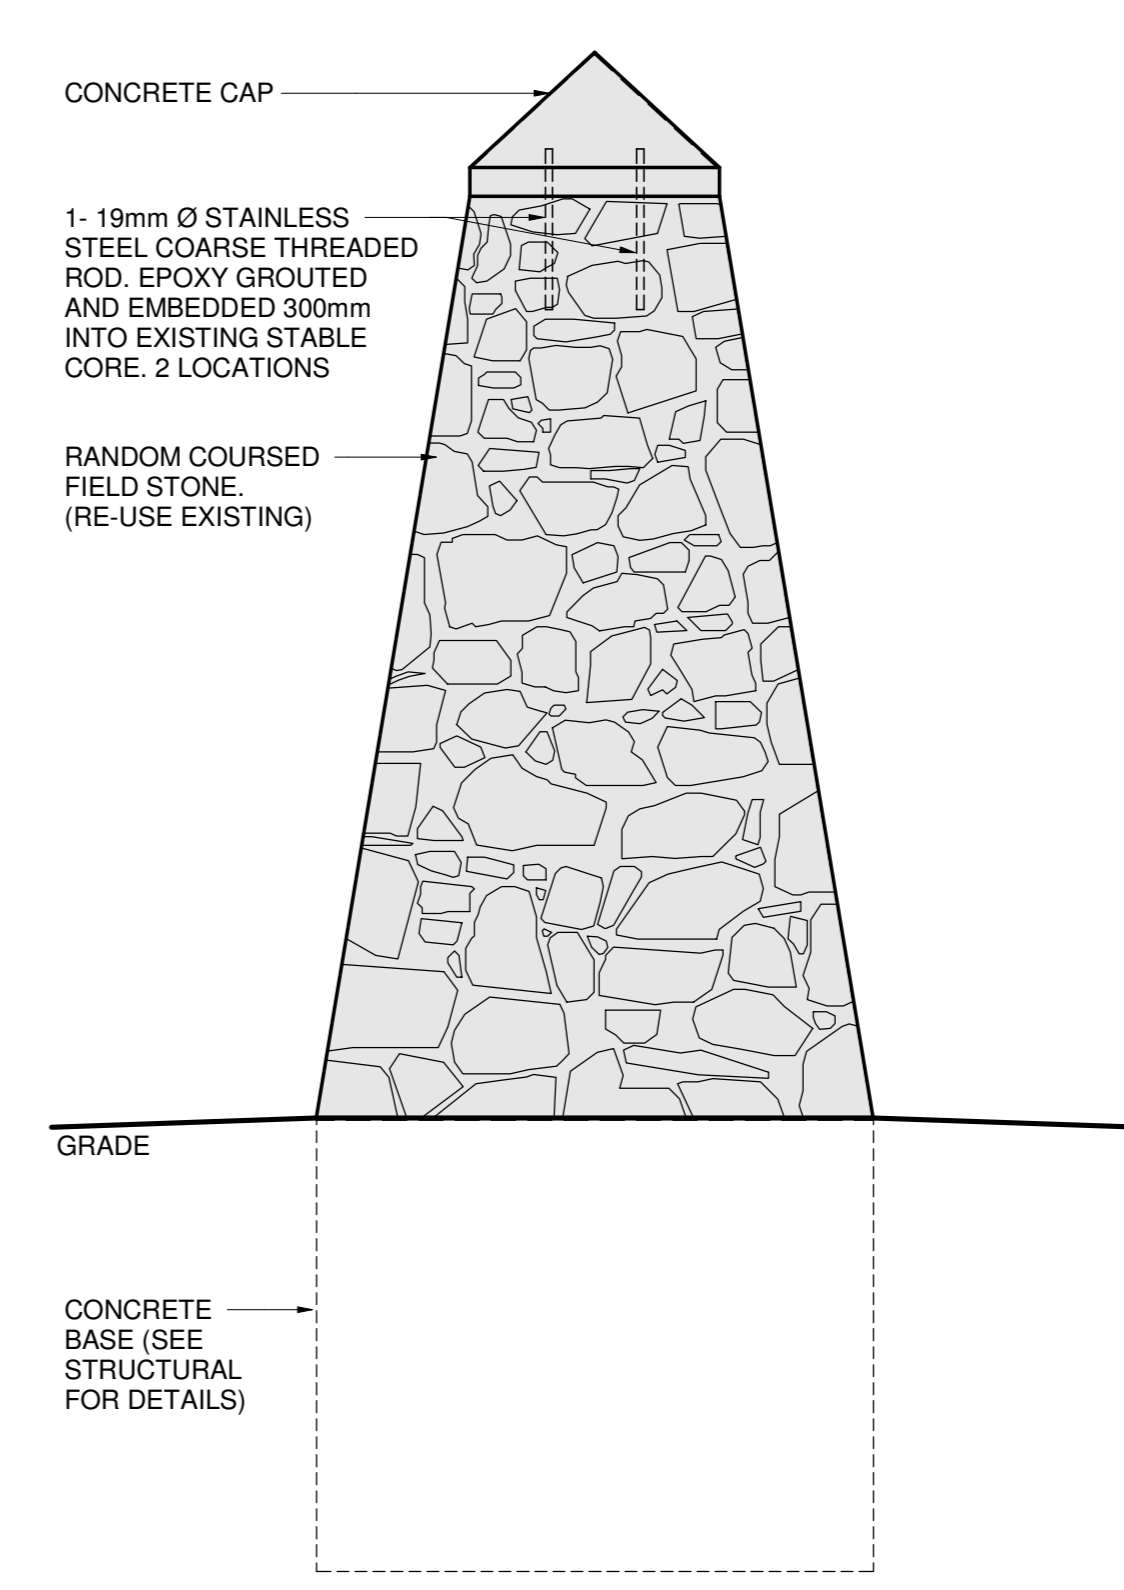 CONCRETE CAP
1- 19mm Ø STAINLESS
STEEL COARSE THREADED
ROD. EPOXY GROUTED
AND EMBEDDED 300mm
INTO EXISTING STABLE
CORE. 2 LOCATIONS
RANDOM COURSED
FIELD STONE.
(RE-USE EXISTING)
GRADE
CONCRETE
BASE (SEE
STRUCTURAL
FOR DETAILS)